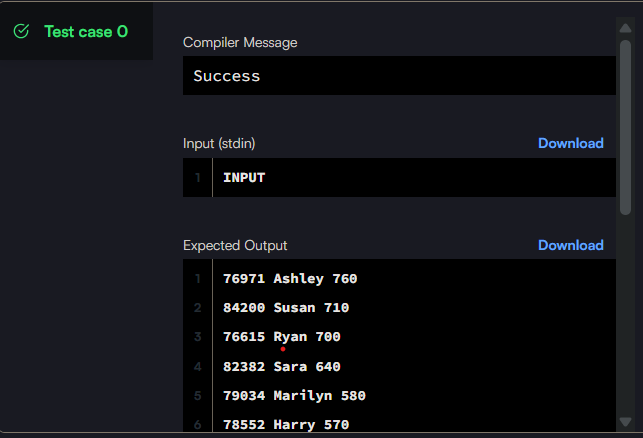 Test case 0
Compiler Message
Success
Input (stdin) Download
1 INPUT
Expected Output Download
1 76971 Ashley 760
2 84200 Susan 710
3 76615 Ryan 700
4 82382 Sara 640
5 79034 Marilyn 580
6 78552 Harry 570